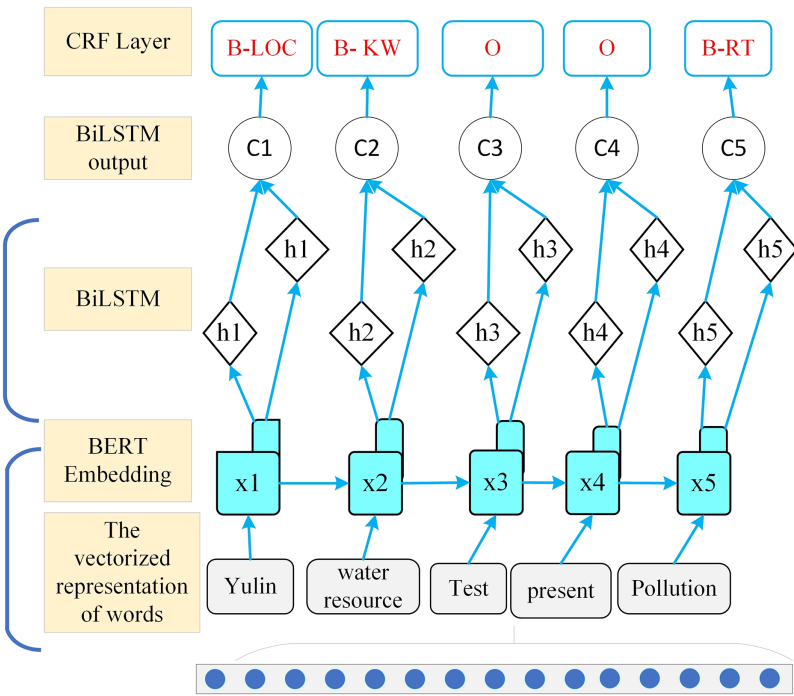 CRF Layer
B-LOC
B- KW
O
O
B-RT
BiLSTM
output
C1
C2
C3
C4
C5
BiLSTM
h1
h2
h3
h4
h5
h1
h2
h3
h4
h5
BERT
Embedding
x1
x2
x3
x4
x5
The
vectorized
representation
of words
Yulin
water
resource
Test
present
Pollution